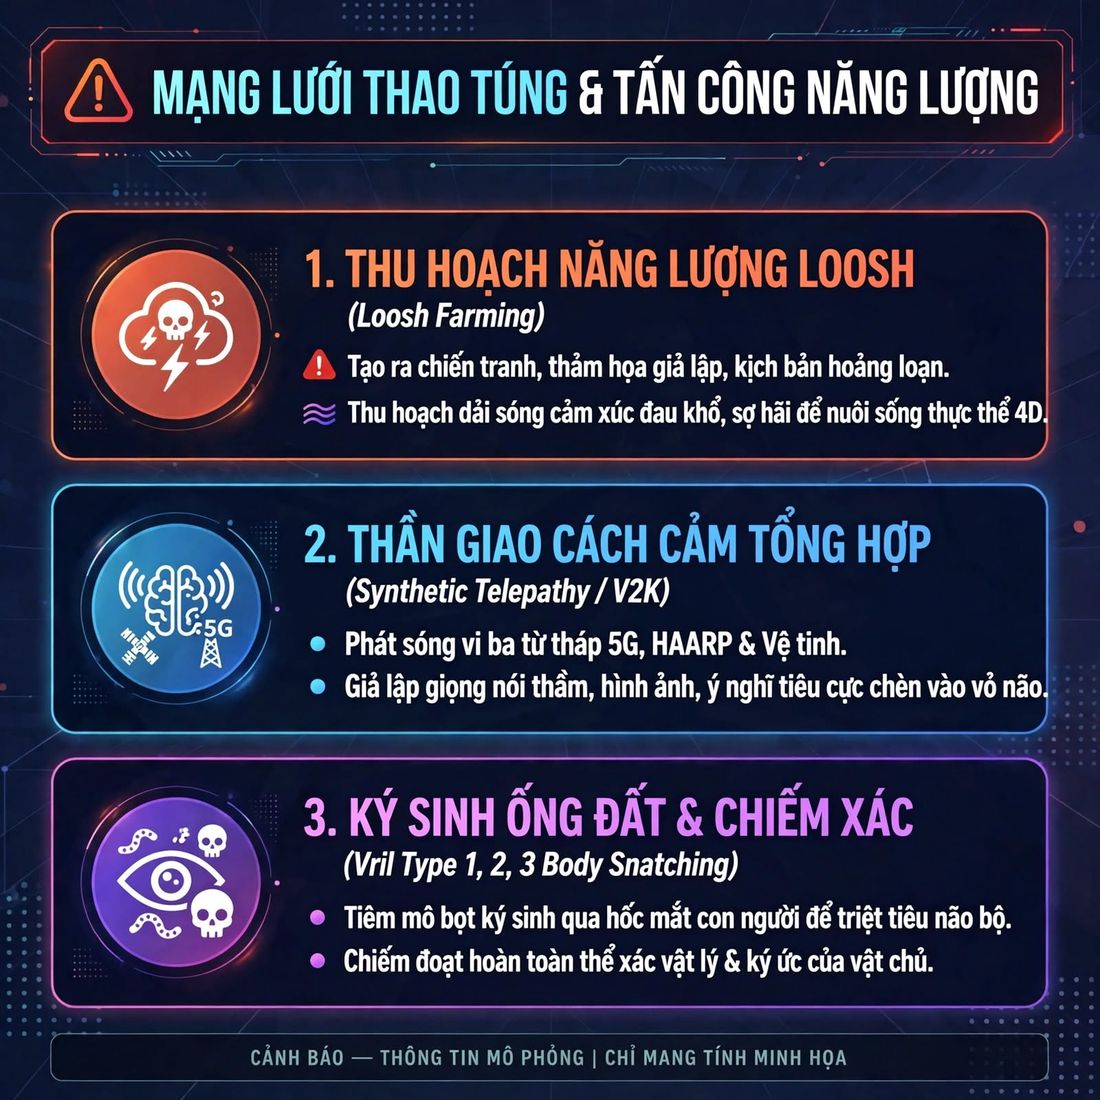 MẠNG LƯỚI THAO TÚNG & TẤN CÔNG NĂNG LƯỢNG
1. THU HOẠCH NĂNG LƯỢNG LOOSH
(Loosh Farming)
Tạo ra chiến tranh, thảm họa giả lập, kịch bản hoảng loạn.
Thu hoạch dải sóng cảm xúc đau khổ, sợ hãi để nuôi sống thực thể 4D.
5G
2. THẦN GIAO CÁCH CẢM TỔNG HỢP
(Synthetic Telepathy / V2K)
Phát sóng vi ba từ tháp 5G, HAARP & Vệ tinh.
Giả lập giọng nói thầm, hình ảnh, ý nghĩ tiêu cực chèn vào vỏ não.
3. KÝ SINH ỐNG ĐẤT & CHIẾM XÁC
(Vril Type 1, 2, 3 Body Snatching)
Tiêm mô bọt ký sinh qua hốc mắt con người để triệt tiêu não bộ.
Chiếm đoạt hoàn toàn thể xác vật lý & ký ức của vật chủ.
CẢNH BÁO — THÔNG TIN MÔ PHỎNG | CHỈ MANG TÍNH MINH HỌA